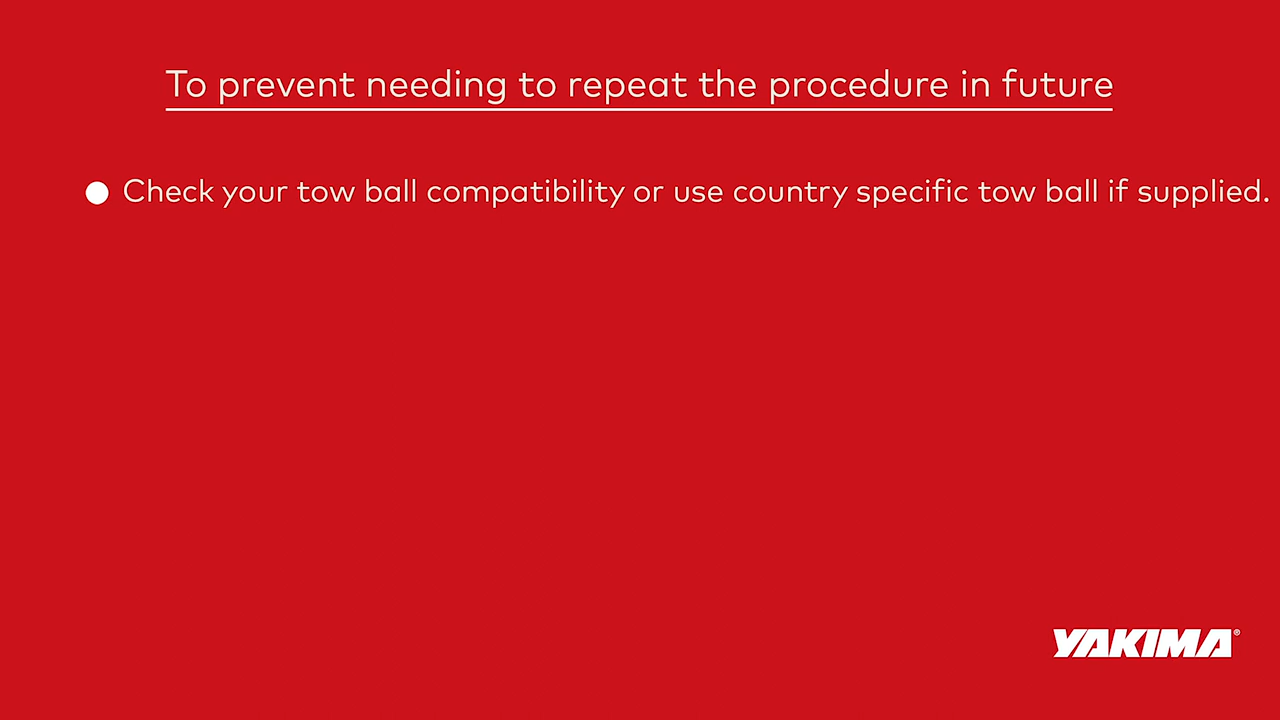 To prevent needing to repeat the procedure in future
● Check your tow ball compatibility or use country specific tow ball if supplied.
YAKIMA®